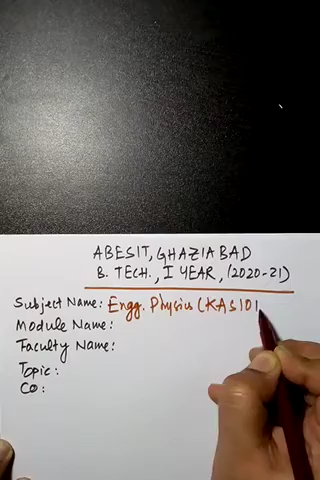 ABESIT, GHAZIABAD
B. TECH., I YEAR, (2020-21)
Subject Name: Engg. Physics (KAS101
Module Name:
Faculty Name:
Topic:
CO: